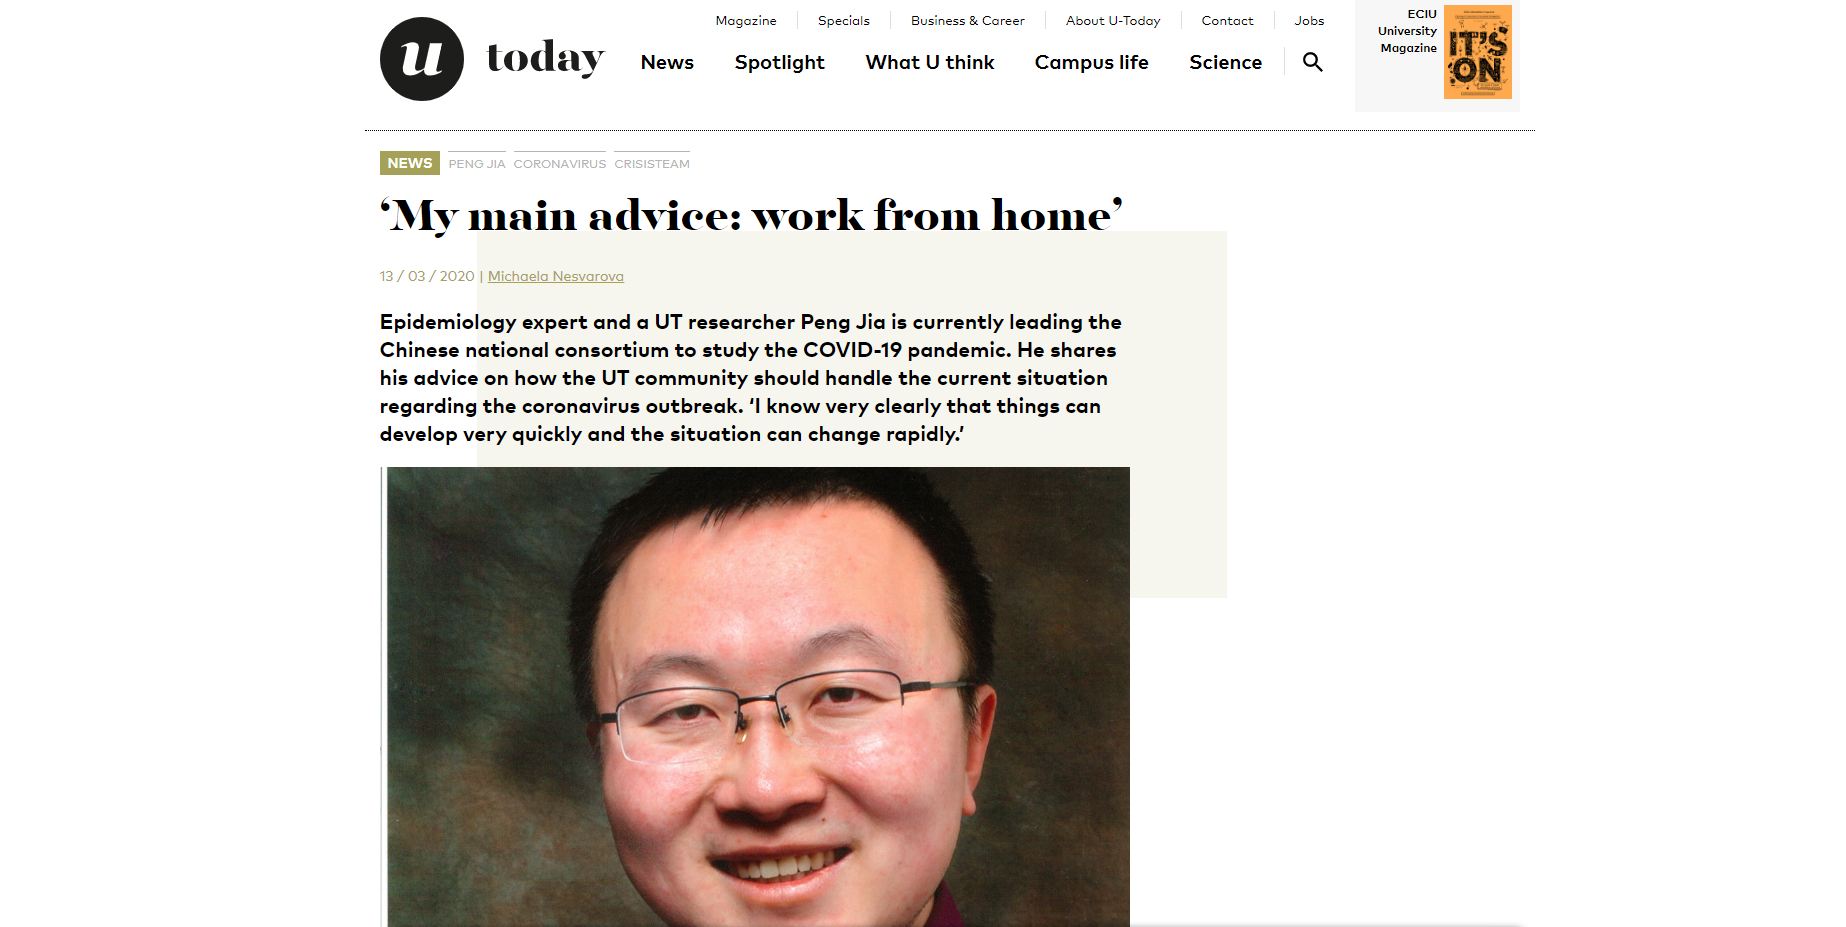 Magazine
Specials
Business & Career
About U-Today
Contact
Jobs
u today
News
Spotlight
What U think
Campus life
Science
ECIU
University
Magazine
IT'S
ON
NEWS
PENG JIA
CORONAVIRUS
CRISISTEAM
‘My main advice: work from home’
13 / 03 / 2020 | Michaela Nesvarova
Epidemiology expert and a UT researcher Peng Jia is currently leading the
Chinese national consortium to study the COVID-19 pandemic. He shares
his advice on how the UT community should handle the current situation
regarding the coronavirus outbreak. ‘I know very clearly that things can
develop very quickly and the situation can change rapidly.’